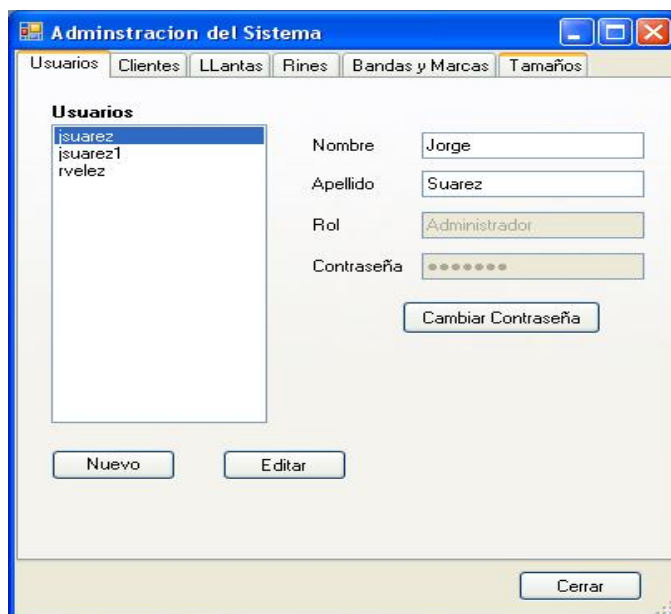 Adminstracion del Sistema
Usuarios Clientes LLantas Rines Bandas y Marcas Tamaños
Usuarios
jsuarez
jsuarez1
rvelez
Nombre Jorge
Apellido Suarez
Rol Administrador
Contraseña ●●●●●●●
Cambiar Contraseña
Nuevo Editar
Cerrar